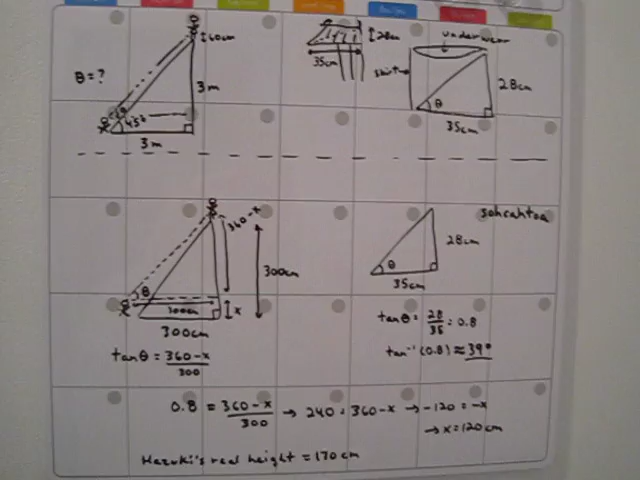 60cm
θ=?
3m
45°
3m
28cm
35cm
underwear
skirt
28cm
θ
35cm
360-x
300cm
θ
300cm
x
300cm
tanθ = 360-x/300
sohcahtoa
28cm
θ
35cm
tanθ = 28/35 = 0.8
tan⁻¹(0.8) ≈ 39°
0.8 = 360-x/300 → 240 = 360-x → -120 = -x
→ x = 120cm
Hazuki's real height = 170cm